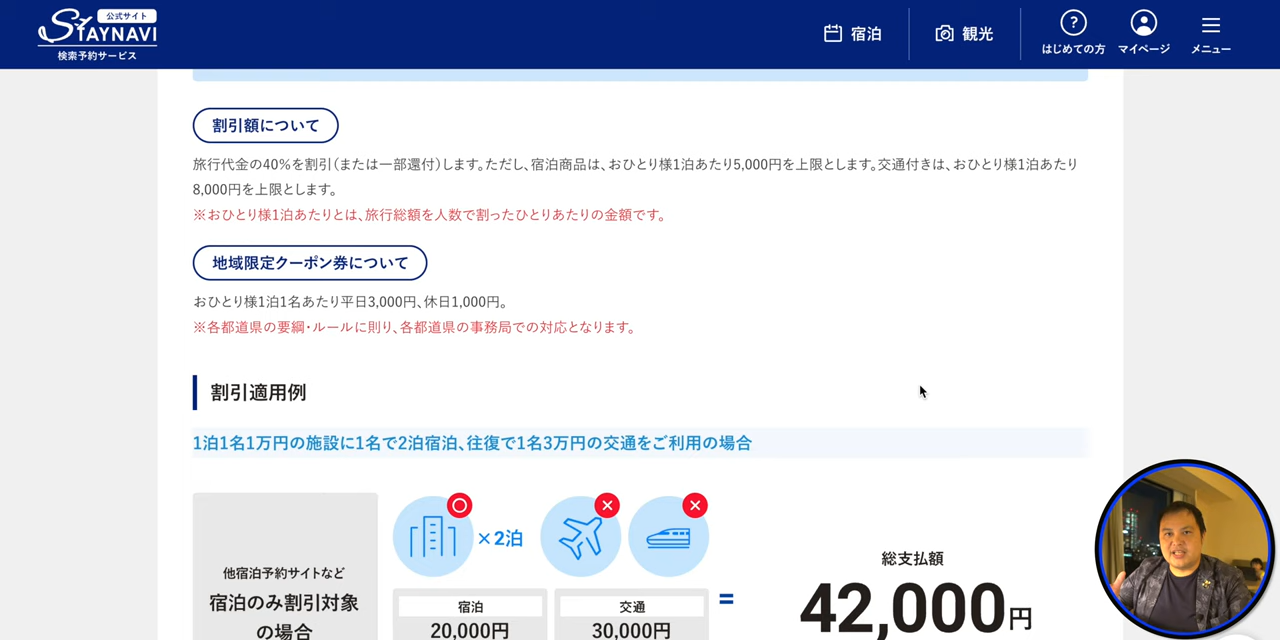 公式サイト
STAYNAVI
検索予約サービス
宿泊
観光
はじめての方
マイページ
メニュー
割引額について
旅行代金の40%を割引(または一部還付)します。ただし、宿泊商品は、おひとり様1泊あたり5,000円を上限とします。交通付きは、おひとり様1泊あたり
8,000円を上限とします。
※おひとり様1泊あたりとは、旅行総額を人数で割ったひとりあたりの金額です。
地域限定クーポン券について
おひとり様1泊1名あたり平日3,000円、休日1,000円。
※各都道県の要綱・ルールに則り、各都道県の事務局での対応となります。
割引適用例
1泊1名1万円の施設に1名で2泊宿泊、往復で1名3万円の交通をご利用の場合
他宿泊予約サイトなど
宿泊のみ割引対象
の場合
×2泊
宿泊
20,000円
交通
30,000円
=
総支払額
42,000円